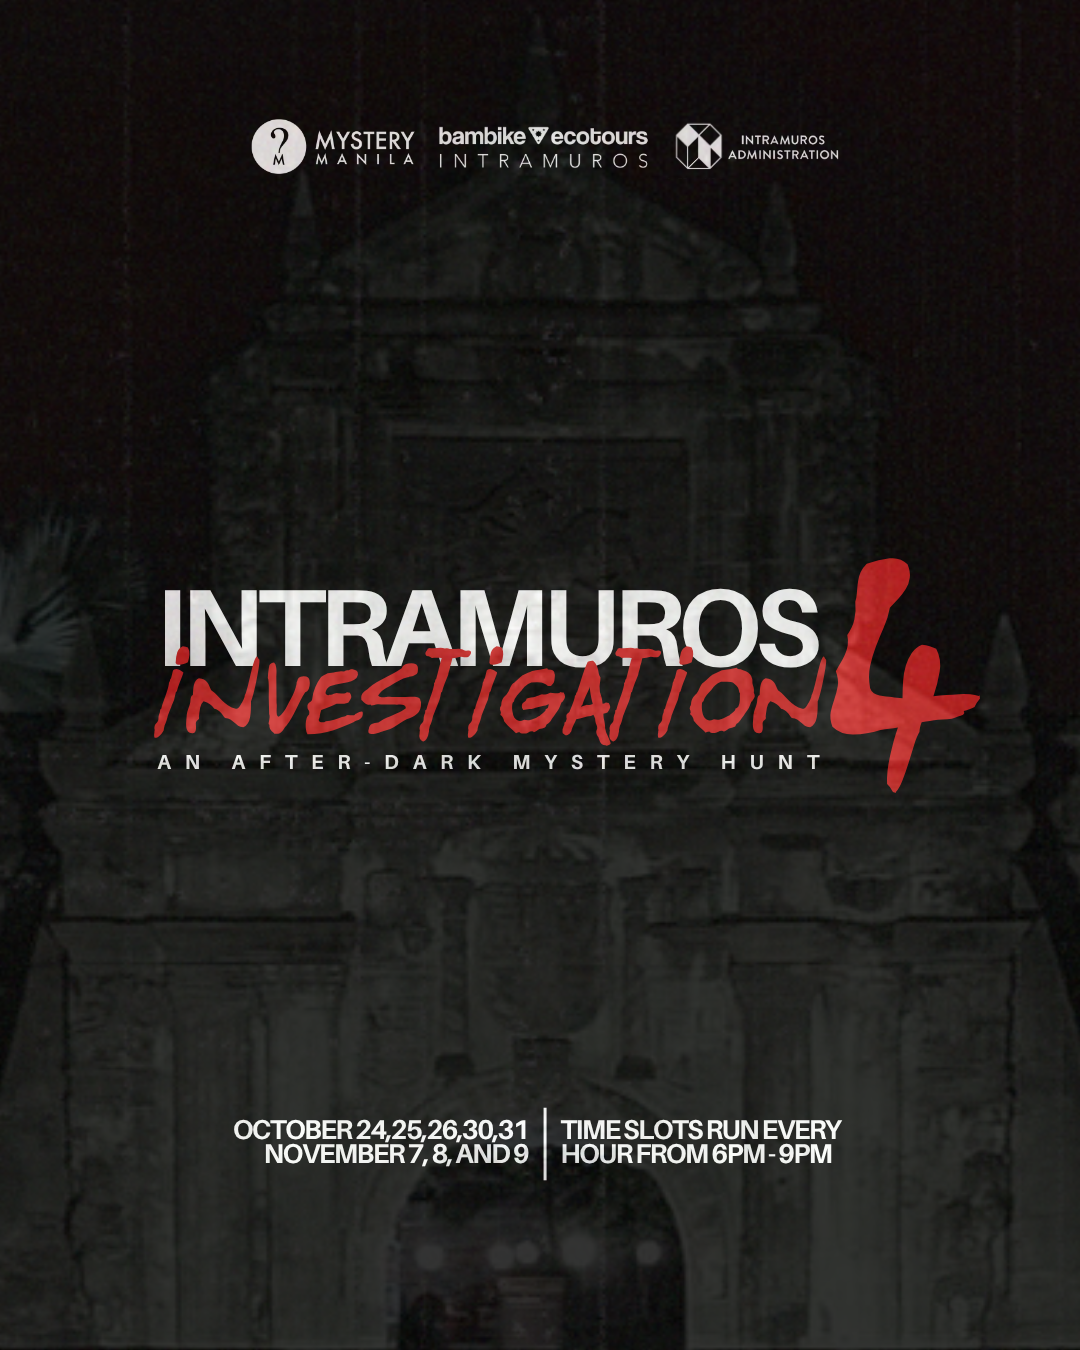 MYSTERY
MANILA
bambike ecotours
INTRAMUROS
INTRAMUROS
ADMINISTRATION
INTRAMUROS
INVESTIGATION 4
AN AFTER-DARK MYSTERY HUNT
OCTOBER 24,25,26,30,31
NOVEMBER 7, 8, AND 9
TIME SLOTS RUN EVERY
HOUR FROM 6PM - 9PM